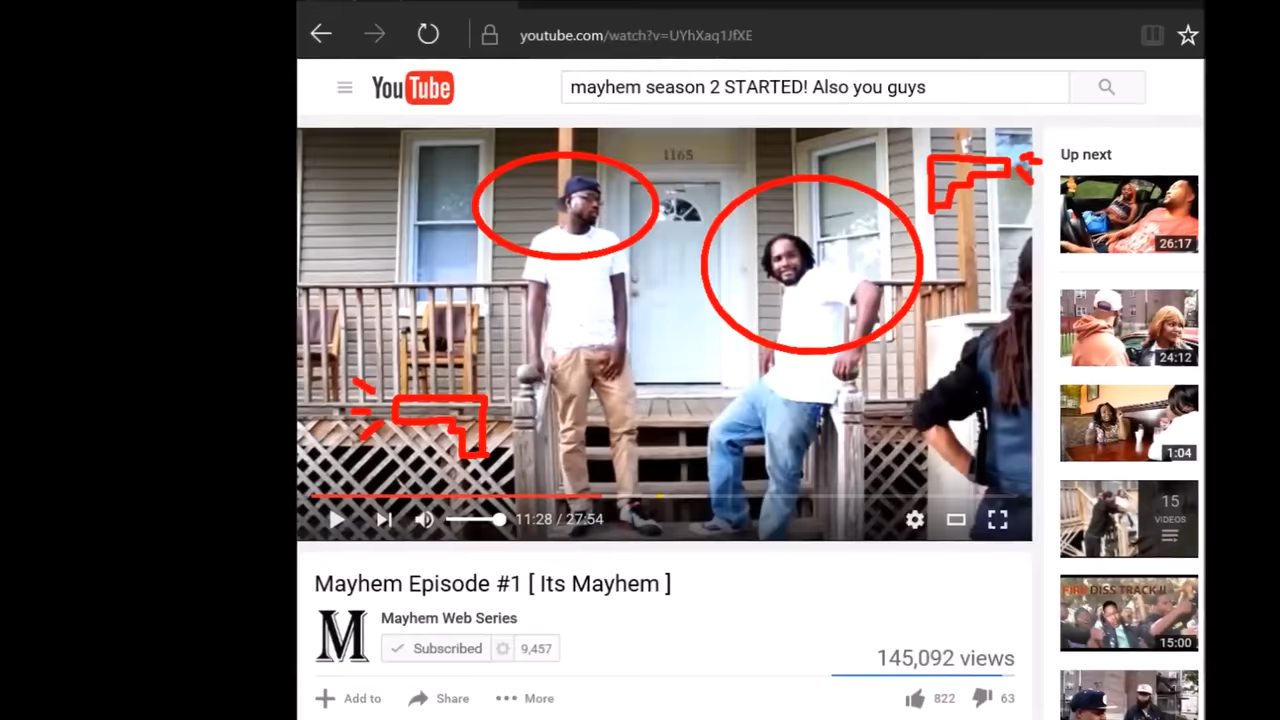 youtube.com/watch?v=UYhXaq1JfXE
YouTube
mayhem season 2 STARTED! Also you guys
1165
Up next
26:17
24:12
1:04
15
VIDEOS
FIRE DISS TRACK!!
15:00
11:28 / 27:54
Mayhem Episode #1 [ Its Mayhem ]
M
Mayhem Web Series
Subscribed 9,457
145,092 views
Add to Share More 822 63